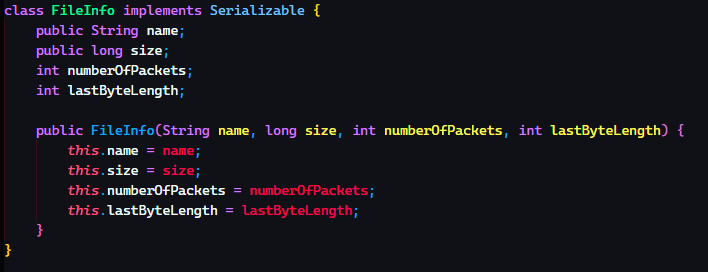 class FileInfo implements Serializable {
    public String name;
    public long size;
    int numberOfPackets;
    int lastByteLength;

    public FileInfo(String name, long size, int numberOfPackets, int lastByteLength) {
        this.name = name;
        this.size = size;
        this.numberOfPackets = numberOfPackets;
        this.lastByteLength = lastByteLength;
    }
}